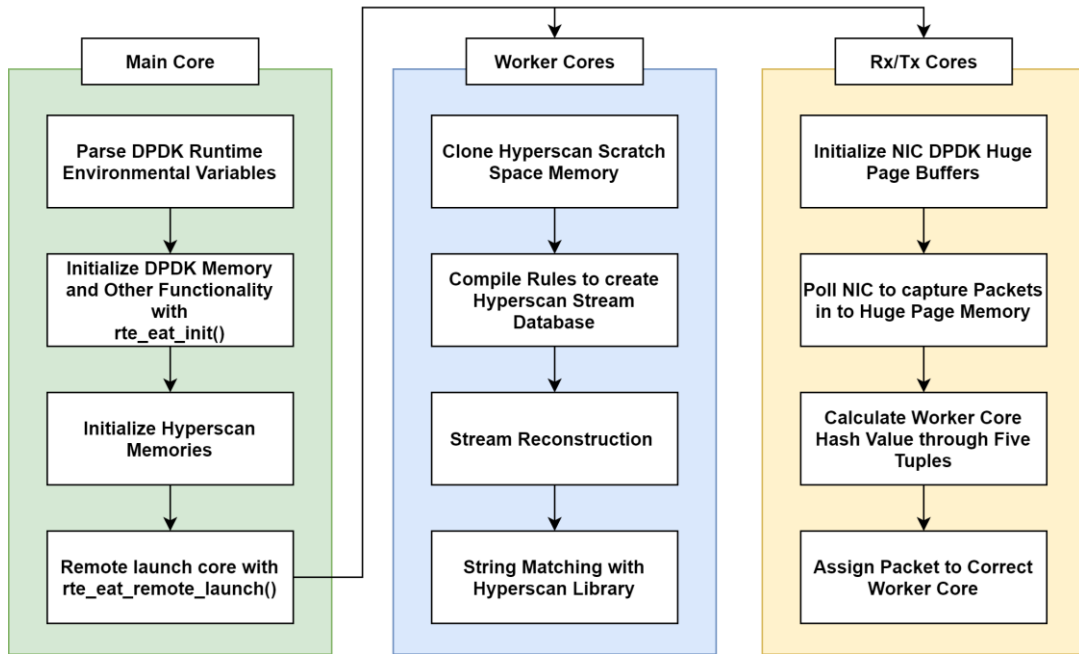 Main Core
Parse DPDK Runtime
Environmental Variables
Initialize DPDK Memory
and Other Functionality
with
rte_eat_init()
Initialize Hyperscan
Memories
Remote launch core with
rte_eat_remote_launch()
Worker Cores
Clone Hyperscan Scratch
Space Memory
Compile Rules to create
Hyperscan Stream
Database
Stream Reconstruction
String Matching with
Hyperscan Library
Rx/Tx Cores
Initialize NIC DPDK Huge
Page Buffers
Poll NIC to capture Packets
in to Huge Page Memory
Calculate Worker Core
Hash Value through Five
Tuples
Assign Packet to Correct
Worker Core